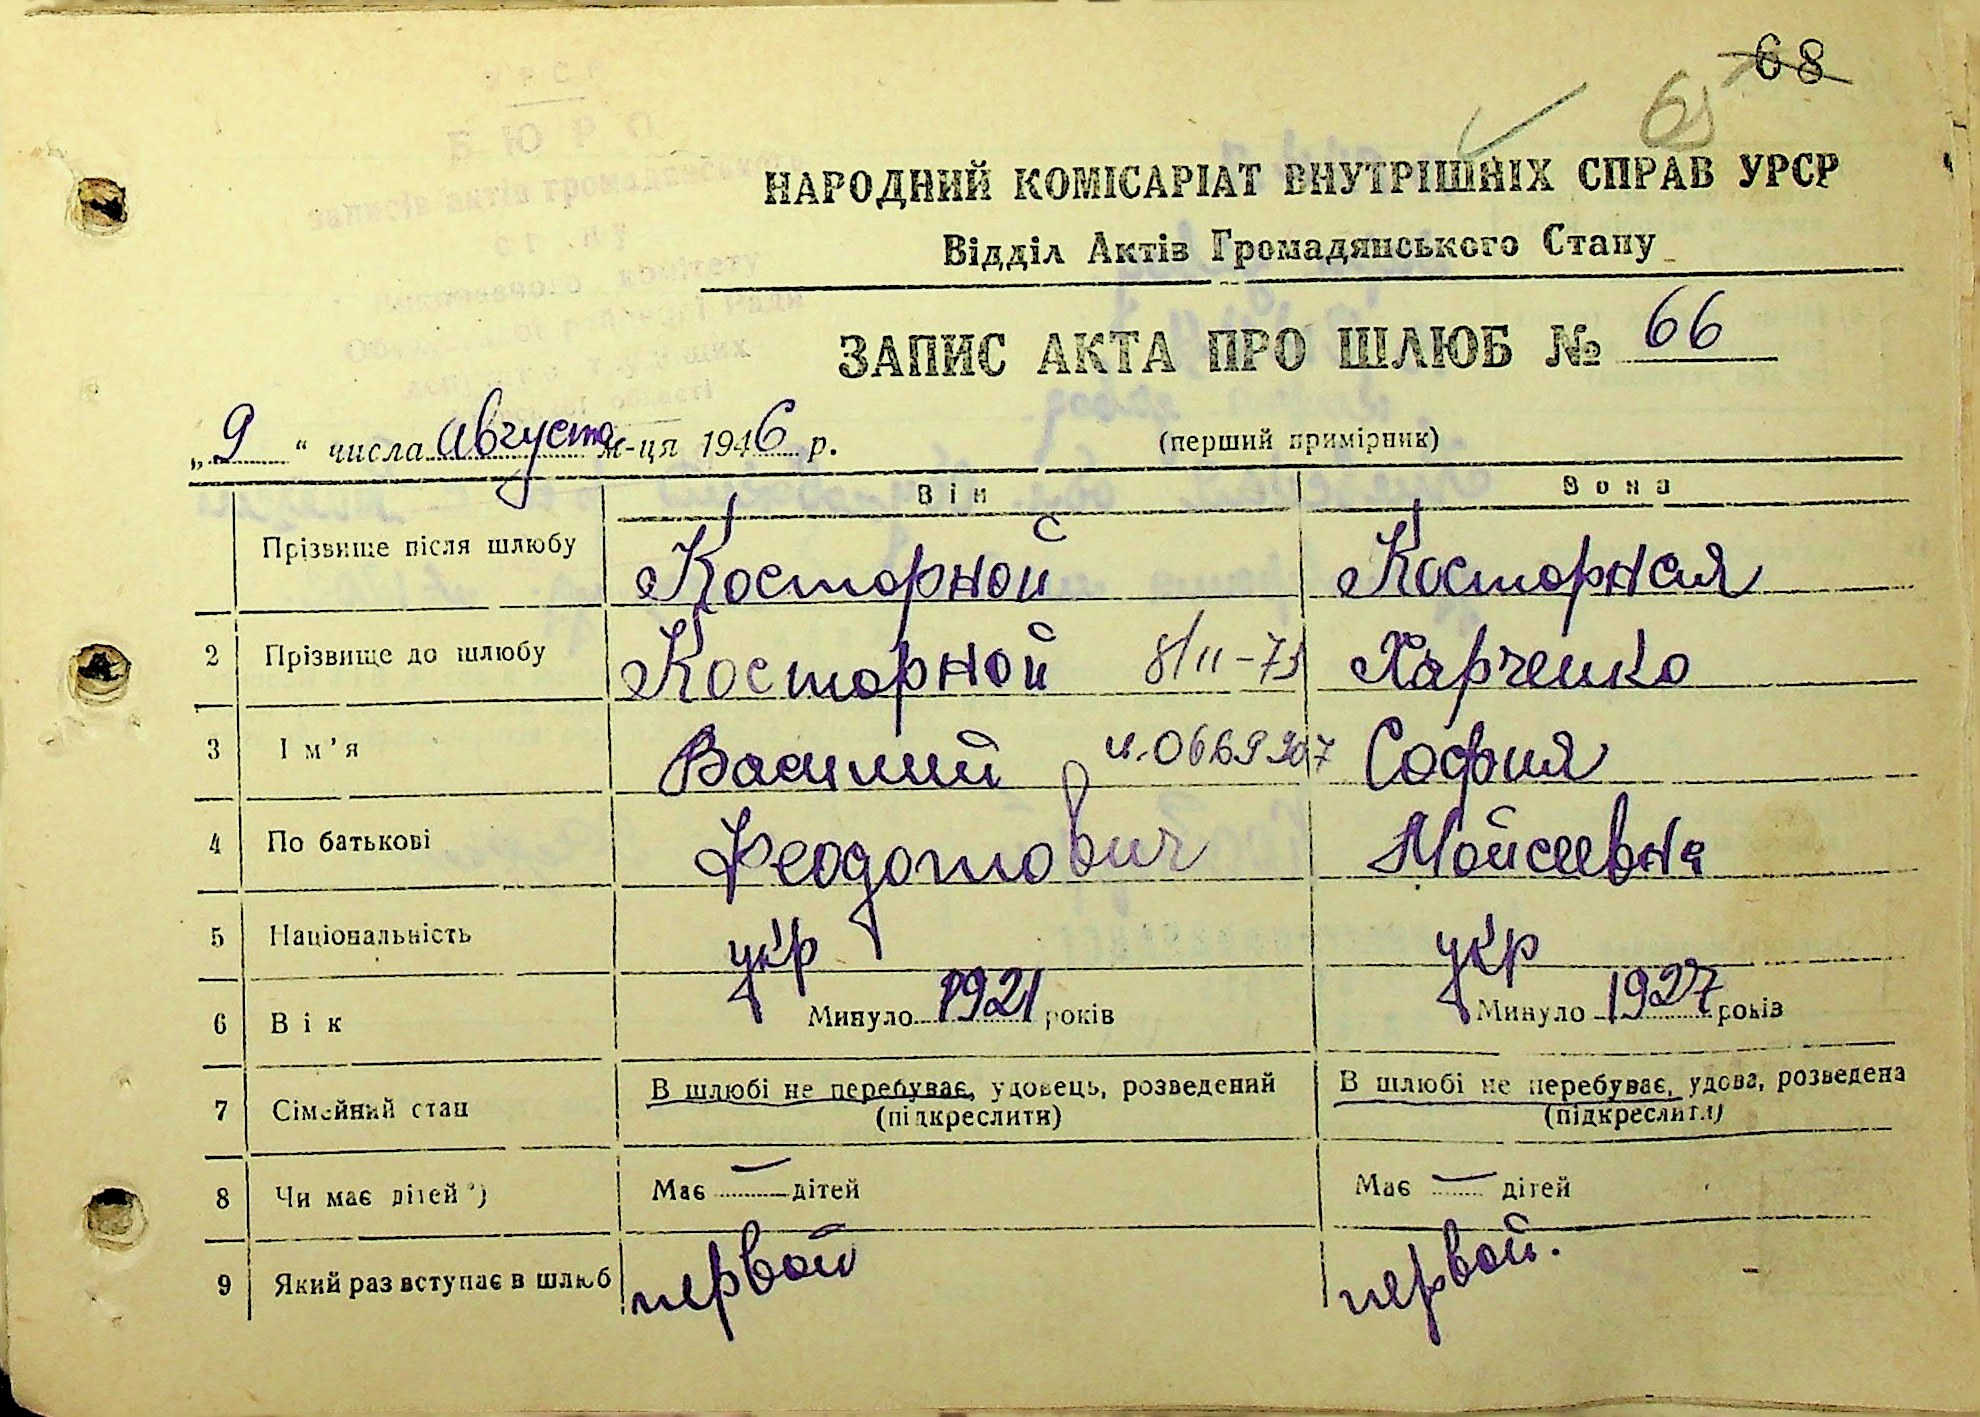 68
65
НАРОДНИЙ КОМІСАРІАТ ВНУТРІШНІХ СПРАВ УРСР
Відділ Актів Громадянського Стану
ЗАПИС АКТА ПРО ШЛЮБ № 66
„ 9 “ числа августа м-ця 1946 р.
(перший примірник)
Він Вона
Прізвище після шлюбу Косторной Косторная
2 Прізвище до шлюбу Косторной 8/II-75 Харченко
3 Ім'я Василий София
4 По батькові Феодотович Мойсеевна
5 Національність укр укр
6 Вік Минуло 1921 років Минуло 1927 років
7 Сімейний стан В шлюбі не перебуває, удовець, розведений В шлюбі не перебуває, удова, розведена
(підкреслити) (підкреслити)
8 Чи має дітей*) Має — дітей Має — дітей
9 Який раз вступає в шлюб первой первой.